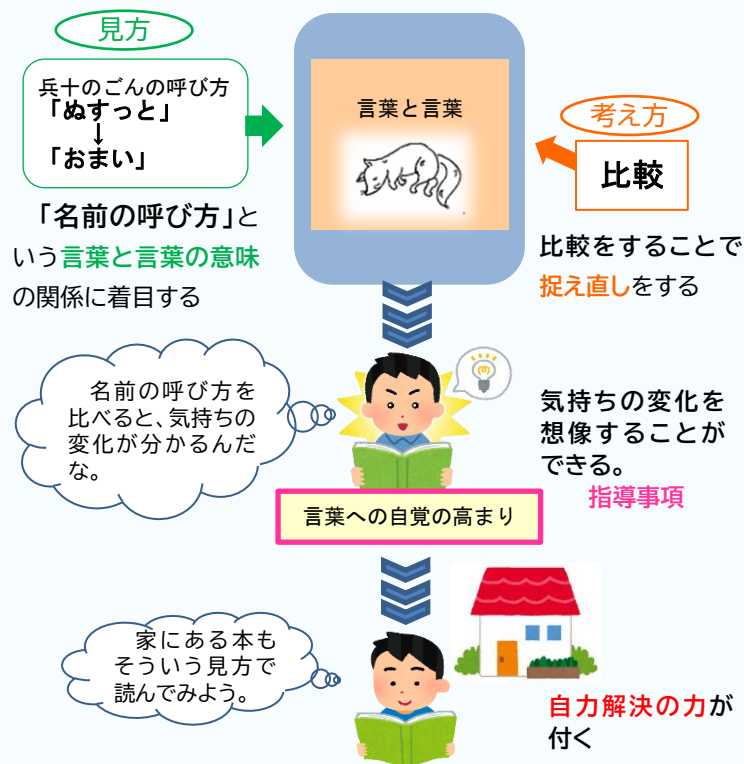 見方
兵十のごんの呼び方
「ぬすっと」
↓
「おまい」
「名前の呼び方」と
いう言葉と言葉の意味
の関係に着目する
言葉と言葉
考え方
比較
比較をすることで
捉え直しをする
名前の呼び方を
比べると、気持ちの
変化が分かるんだ
な。
気持ちの変化を
想像することが
できる。
指導事項
言葉への自覚の高まり
家にある本も
そういう見方で
読んでみよう。
自力解決の力が
付く